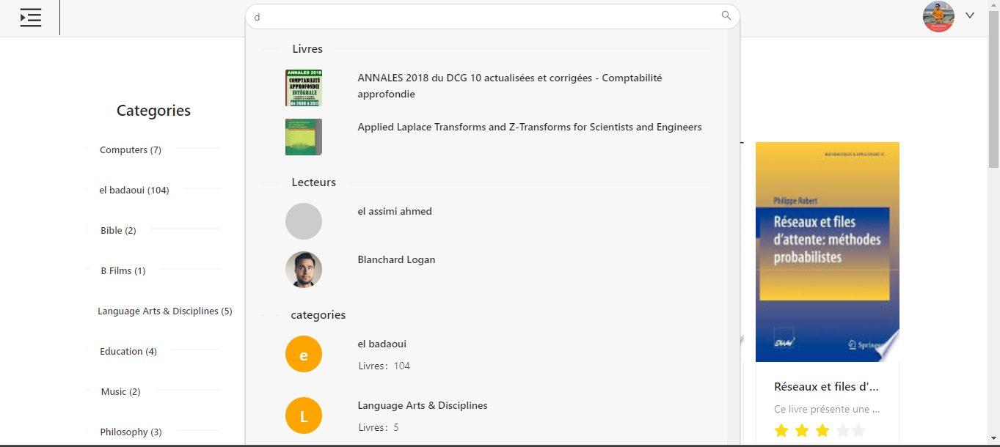 d
Livres
ANNALES 2018
COMPTABILITÉ
APPROFONDIE
INTÉGRALE
de 2008 à 2017
ANNALES 2018 du DCG 10 actualisées et corrigées - Comptabilité
approfondie
Applied Laplace Transforms and Z-Transforms for Scientists and Engineers
Lecteurs
el assimi ahmed
Blanchard Logan
categories
e
el badaoui
Livres: 104
L
Language Arts & Disciplines
Livres: 5
Categories
Computers (7)
el badaoui (104)
Bible (2)
B Films (1)
Language Arts & Disciplines (5)
Education (4)
Music (2)
Philosophy (3)
MATHÉMATIQUES & APPLICATIONS
Philippe Robert
Réseaux et files
d'attente: méthodes
probabilistes
Springer
Réseaux et files d'...
Ce livre présente une ...